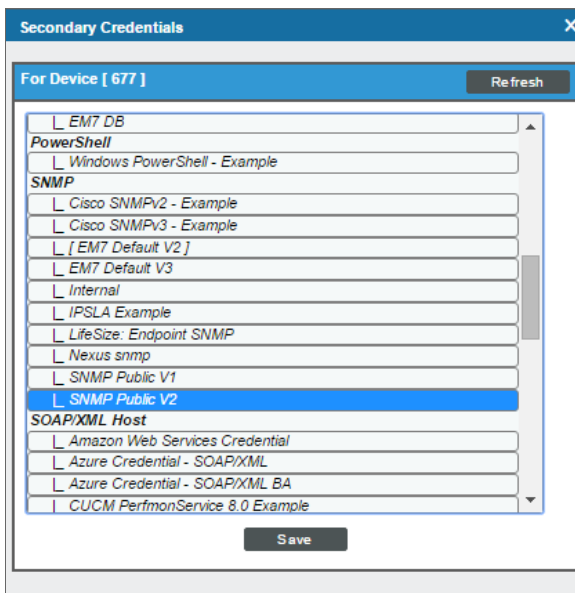 Secondary Credentials X
For Device [ 677 ] Refresh
EM7 DB
PowerShell
Windows PowerShell - Example
SNMP
Cisco SNMPv2 - Example
Cisco SNMPv3 - Example
[ EM7 Default V2 ]
EM7 Default V3
Internal
IPSLA Example
LifeSize: Endpoint SNMP
Nexus snmp
SNMP Public V1
SNMP Public V2
SOAP/XML Host
Amazon Web Services Credential
Azure Credential - SOAP/XML
Azure Credential - SOAP/XML BA
CUCM PerfmonService 8.0 Example
Save